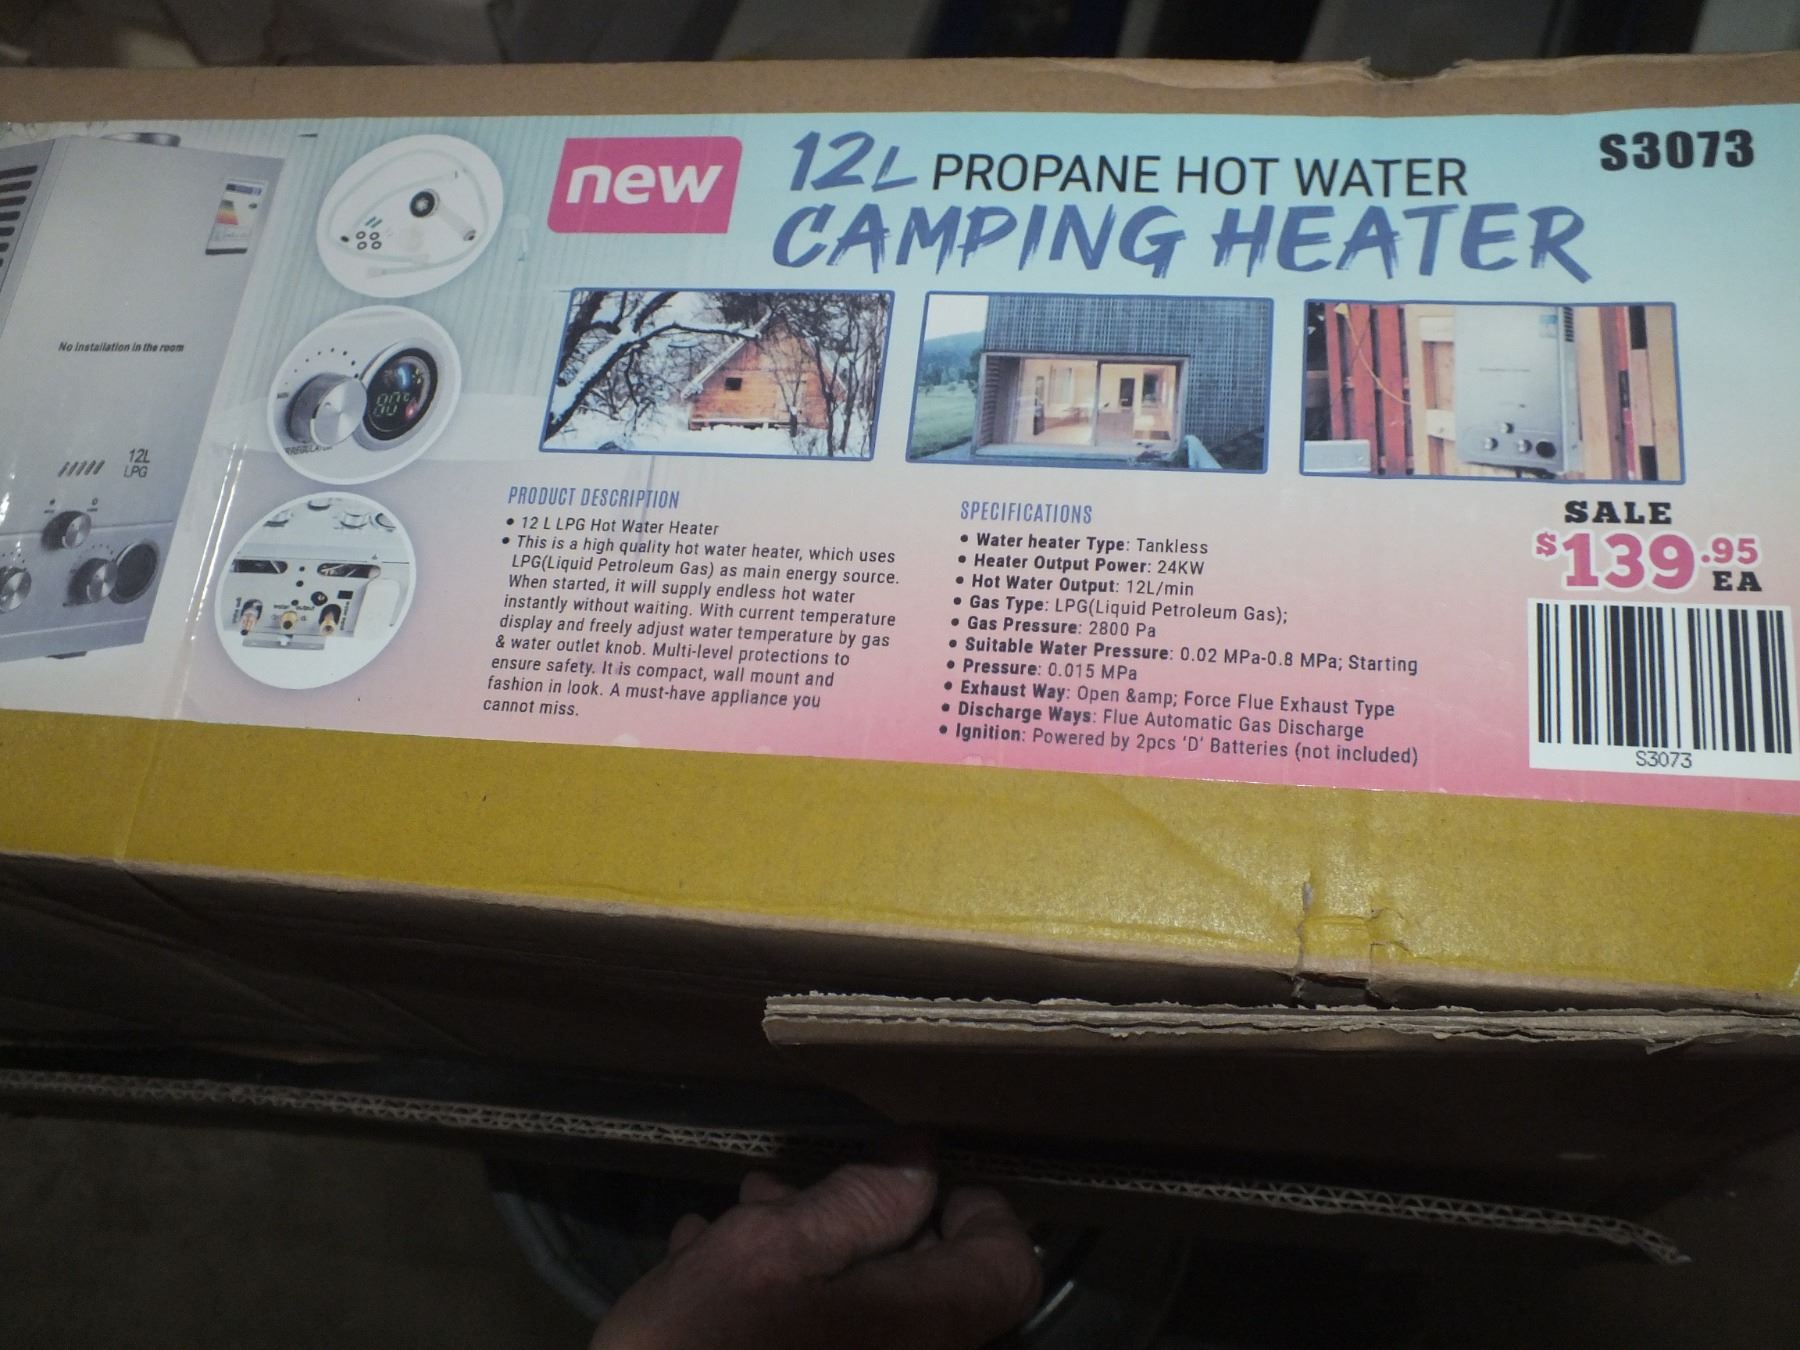 new
12L PROPANE HOT WATER
CAMPING HEATER
S3073
No installation in the room
12L
LPG
PRODUCT DESCRIPTION
• 12 L LPG Hot Water Heater
• This is a high quality hot water heater, which uses
LPG(Liquid Petroleum Gas) as main energy source.
When started, it will supply endless hot water
instantly without waiting. With current temperature
display and freely adjust water temperature by gas
& water outlet knob. Multi-level protections to
ensure safety. It is compact, wall mount and
fashion in look. A must-have appliance you
cannot miss.
SPECIFICATIONS
• Water heater Type: Tankless
• Heater Output Power: 24KW
• Hot Water Output: 12L/min
• Gas Type: LPG(Liquid Petroleum Gas);
• Gas Pressure: 2800 Pa
• Suitable Water Pressure: 0.02 MPa-0.8 MPa; Starting
• Pressure: 0.015 MPa
• Exhaust Way: Open &amp; Force Flue Exhaust Type
• Discharge Ways: Flue Automatic Gas Discharge
• Ignition: Powered by 2pcs 'D' Batteries (not included)
SALE
$139.95
EA
S3073